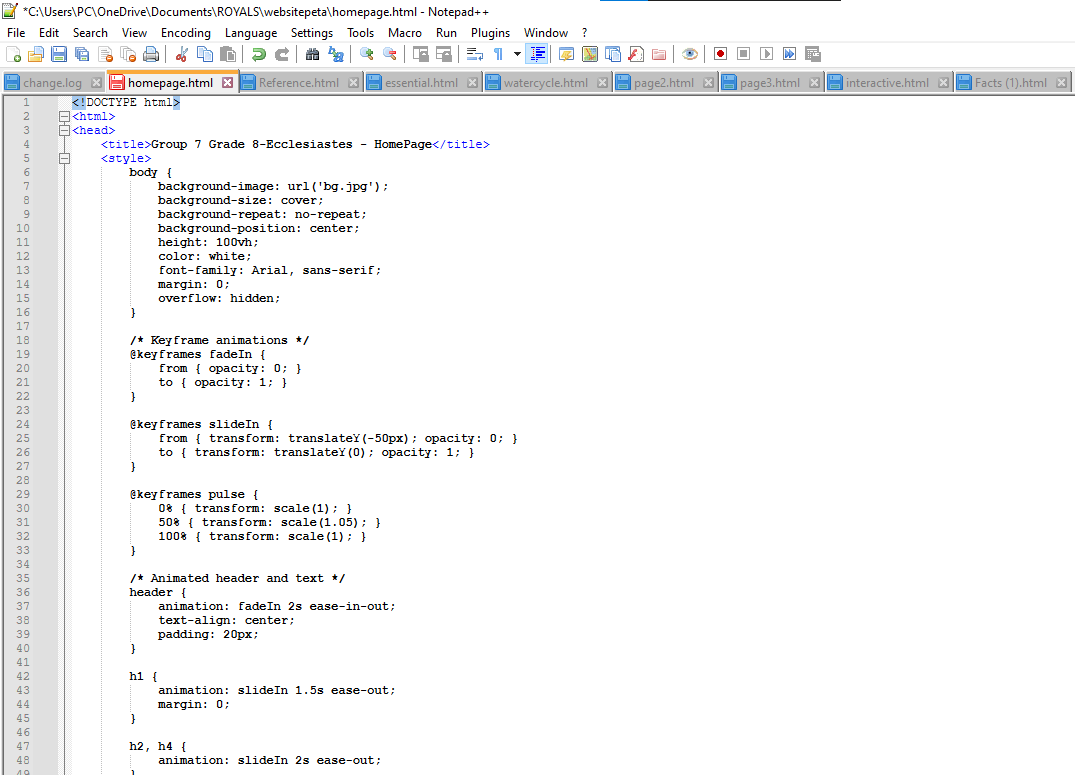 *C:\Users\PC\OneDrive\Documents\ROYALS\websitepeta\homepage.html - Notepad++
File Edit Search View Encoding Language Settings Tools Macro Run Plugins Window ?
change.log homepage.html Reference.html essential.html watercycle.html page2.html page3.html interactive.html Facts (1).html
1 <!DOCTYPE html>
2 <html>
3 <head>
4 <title>Group 7 Grade 8-Ecclesiastes - HomePage</title>
5 <style>
6 body {
7 background-image: url('bg.jpg');
8 background-size: cover;
9 background-repeat: no-repeat;
10 background-position: center;
11 height: 100vh;
12 color: white;
13 font-family: Arial, sans-serif;
14 margin: 0;
15 overflow: hidden;
16 }
17
18 /* Keyframe animations */
19 @keyframes fadeIn {
20 from { opacity: 0; }
21 to { opacity: 1; }
22 }
23
24 @keyframes slideIn {
25 from { transform: translateY(-50px); opacity: 0; }
26 to { transform: translateY(0); opacity: 1; }
27 }
28
29 @keyframes pulse {
30 0% { transform: scale(1); }
31 50% { transform: scale(1.05); }
32 100% { transform: scale(1); }
33 }
34
35 /* Animated header and text */
36 header {
37 animation: fadeIn 2s ease-in-out;
38 text-align: center;
39 padding: 20px;
40 }
41
42 h1 {
43 animation: slideIn 1.5s ease-out;
44 margin: 0;
45 }
46
47 h2, h4 {
48 animation: slideIn 2s ease-out;
49 }